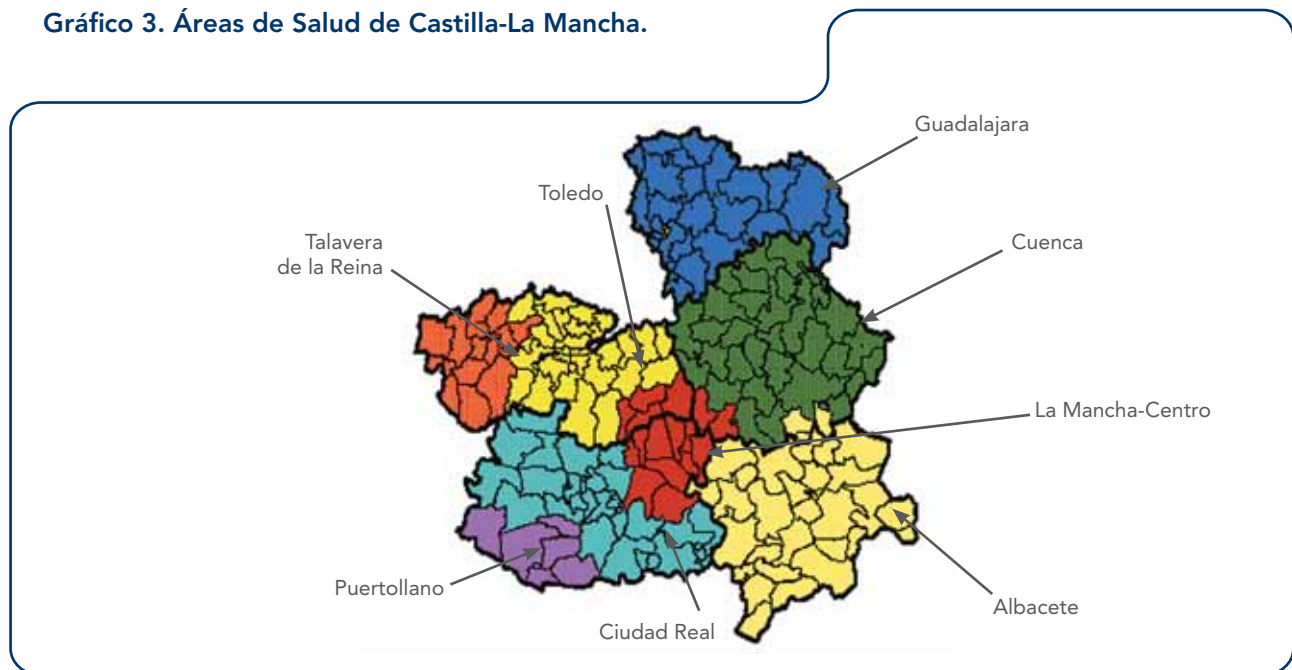 Gráfico 3. Áreas de Salud de Castilla-La Mancha.
Guadalajara
Toledo
Talavera
de la Reina
Cuenca
La Mancha-Centro
Puertollano
Albacete
Ciudad Real